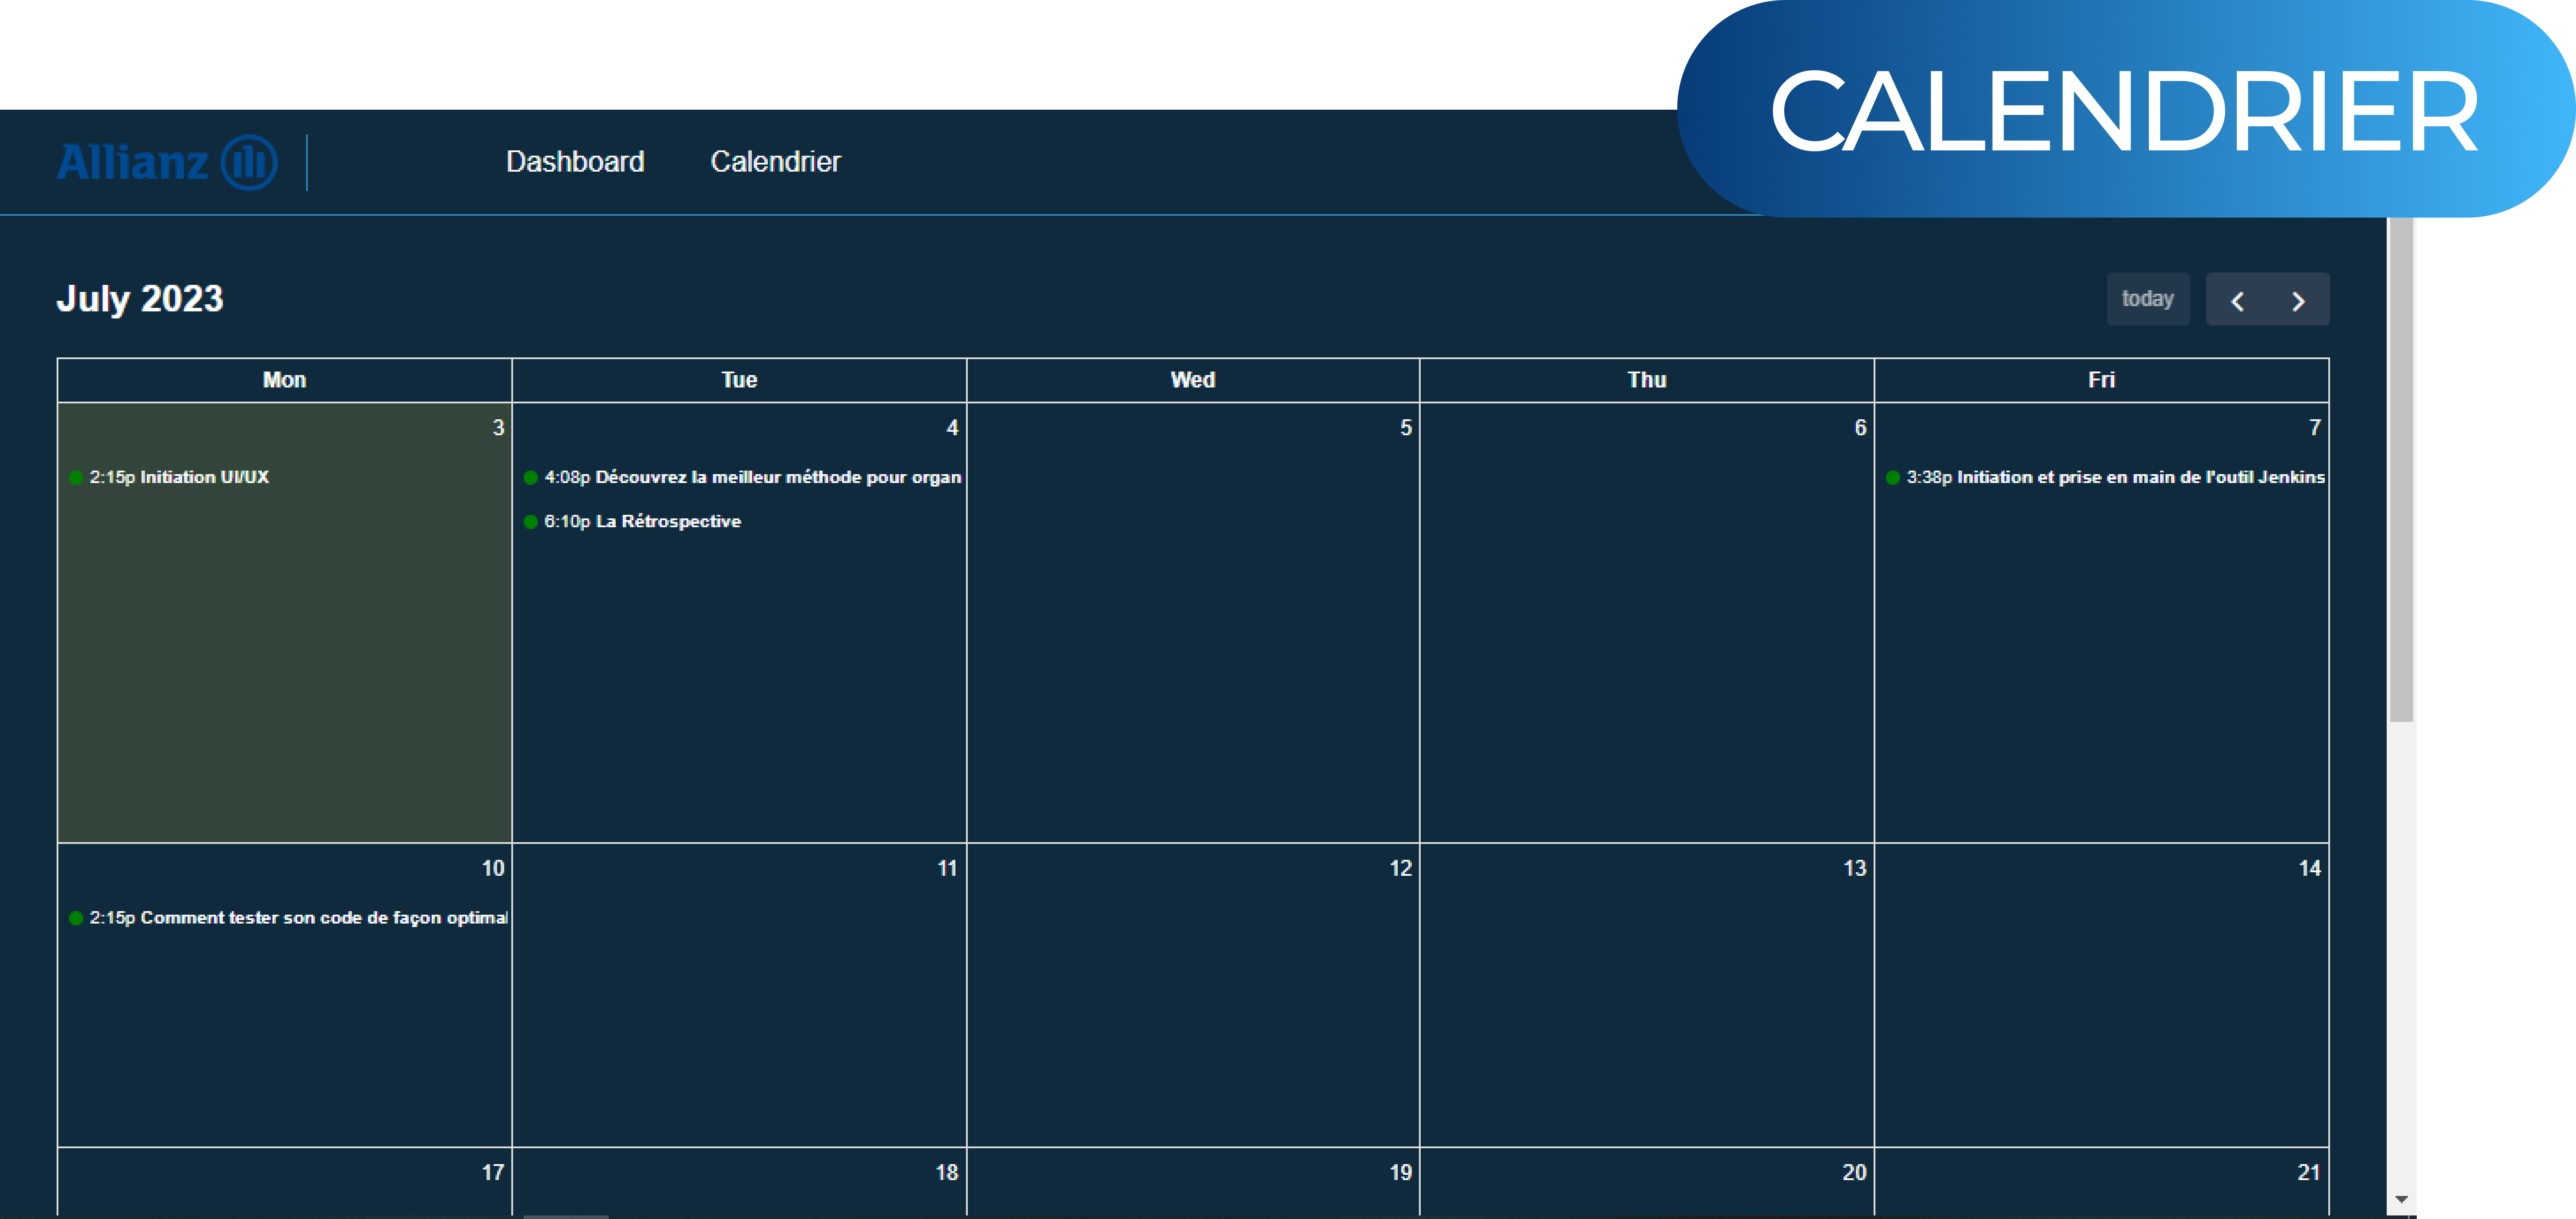 CALENDRIER
Allianz
Dashboard Calendrier
July 2023
today
Mon Tue Wed Thu Fri
3 4 5 6 7
2:15p Initiation UI/UX
4:08p Découvrez la meilleur méthode pour organ
6:10p La Rétrospective
3:38p Initiation et prise en main de l'outil Jenkins
10 11 12 13 14
2:15p Comment tester son code de façon optimal
17 18 19 20 21